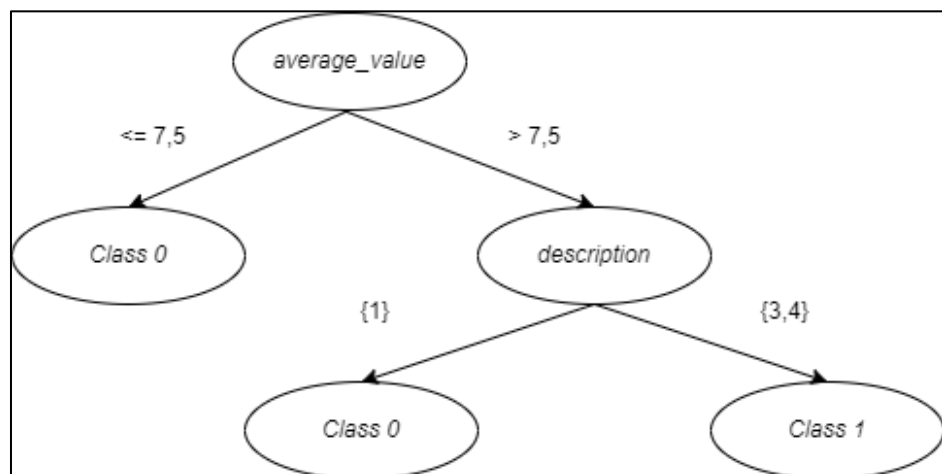 average_value
<= 7,5
> 7,5
Class 0
description
{1}
{3,4}
Class 0
Class 1